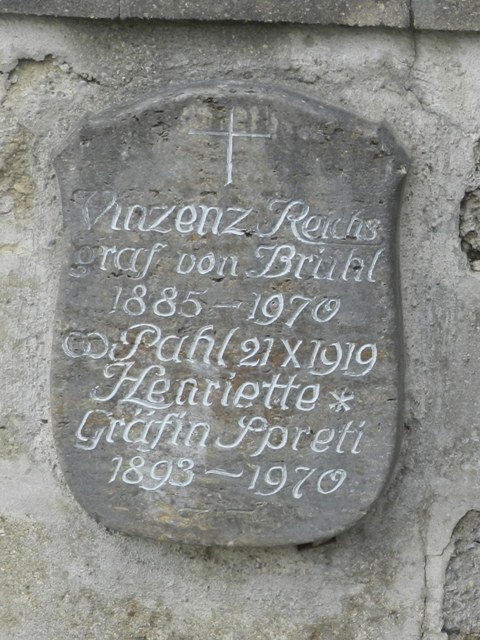 Vinzenz Reichs
graf von Brühl
1885 – 1970
⚭ Pahl 21 X 1919
Henriette *
Gräfin Spreti
1893 – 1970